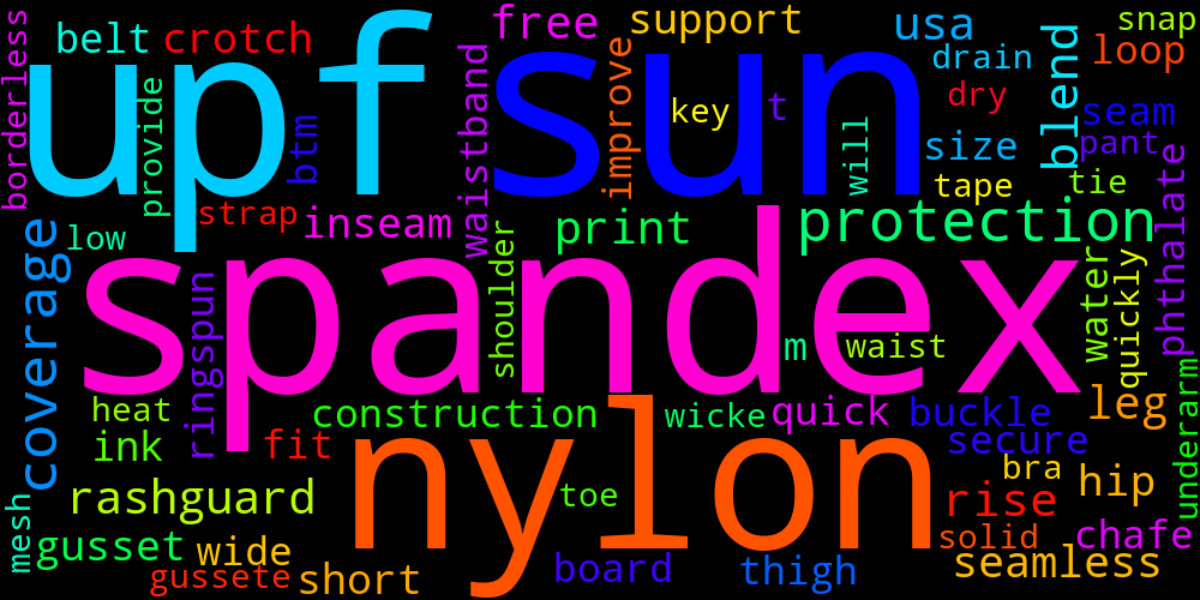 borderless
belt
crotch
free
support
usa
snap
drain
loop
upf
sun
provide
btm
waistband
improve
key
t
dry
blend
seam
will
size
pant
phthalate
strap
tape
tie
low
inseam
print
protection
coverage
ringspun
spandex
shoulder
m
waist
water
quickly
heat
construction
wicke
quick
buckle
leg
underarm
ink
fit
nylon
secure
bra
hip
rashguard
toe
rise
mesh
gusset
wide
solid
chafe
gussete
short
board
thigh
seamless